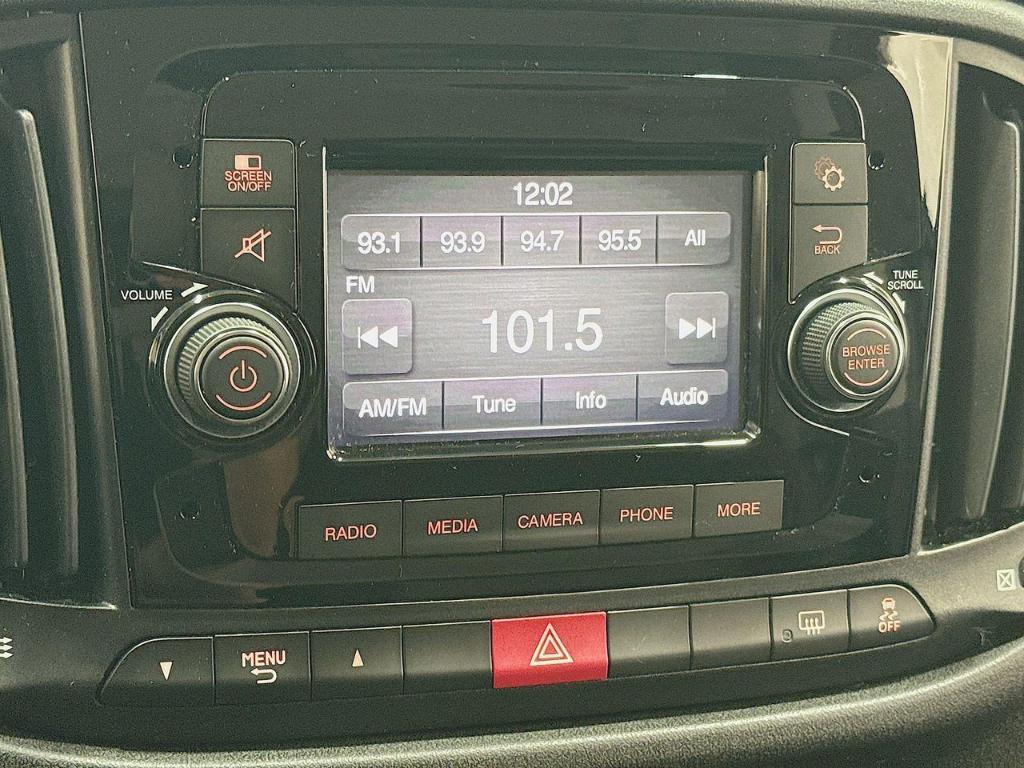 12:02
SCREEN
ON/OFF
93.1 93.9 94.7 95.5 All
BACK
FM
VOLUME
TUNE
SCROLL
101.5
BROWSE
ENTER
AM/FM Tune Info Audio
RADIO MEDIA CAMERA PHONE MORE
MENU
OFF